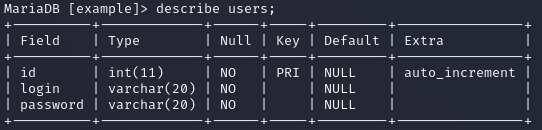 MariaDB [example]> describe users;
+----------+-------------+------+-----+---------+----------------+
| Field    | Type        | Null | Key | Default | Extra          |
+----------+-------------+------+-----+---------+----------------+
| id       | int(11)     | NO   | PRI | NULL    | auto_increment |
| login    | varchar(20) | NO   |     | NULL    |                |
| password | varchar(20) | NO   |     | NULL    |                |
+----------+-------------+------+-----+---------+----------------+